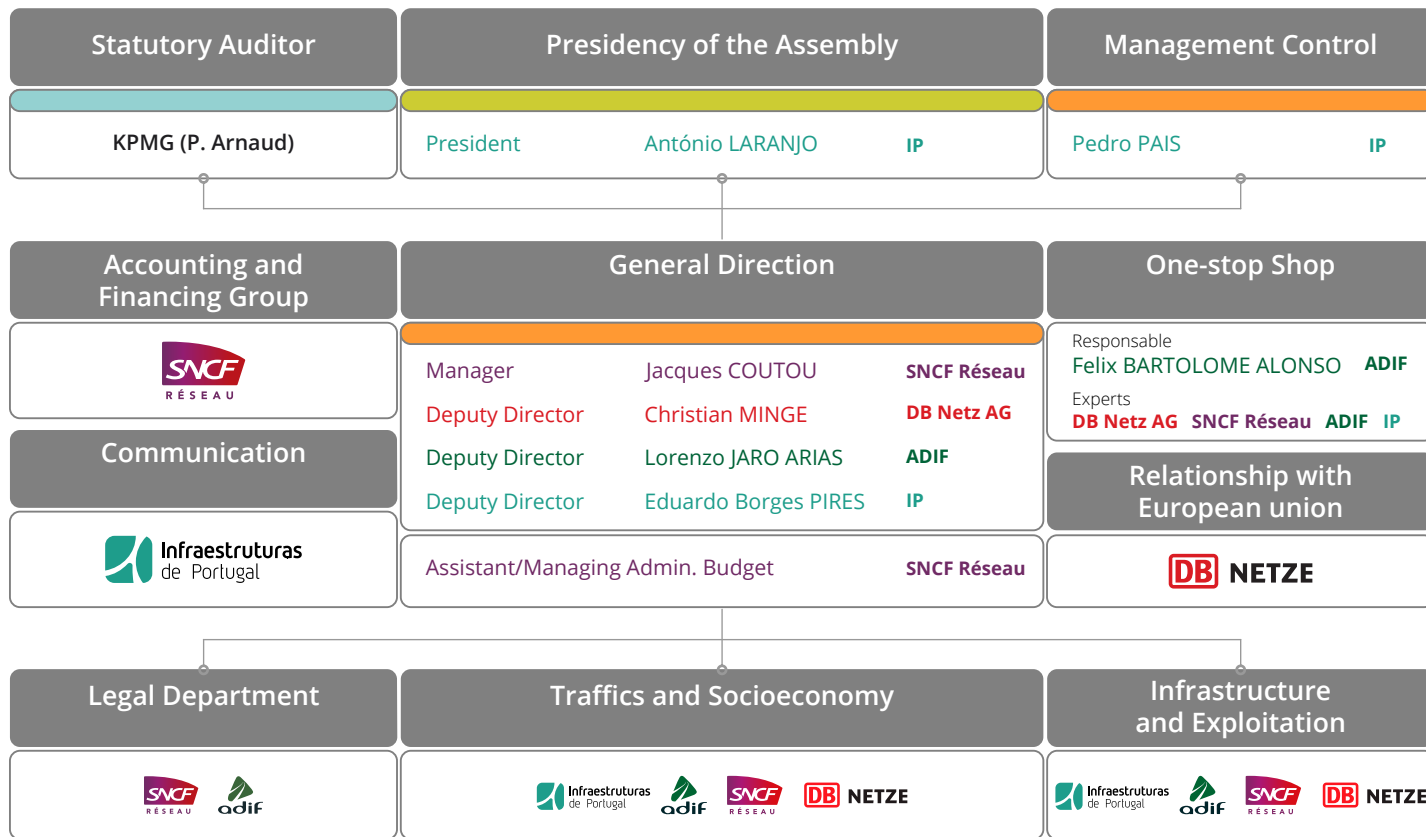 Statutory Auditor
Presidency of the Assembly
Management Control
KPMG (P. Arnaud)
President António LARANJO IP
Pedro PAIS IP
Accounting and
Financing Group
General Direction
One-stop Shop
SNCF
RÉSEAU
Manager Jacques COUTOU SNCF Réseau
Deputy Director Christian MINGE DB Netz AG
Deputy Director Lorenzo JARO ARIAS ADIF
Deputy Director Eduardo Borges PIRES IP
Responsable
Felix BARTOLOME ALONSO ADIF
Experts
DB Netz AG SNCF Réseau ADIF IP
Communication
Relationship with
European union
Infraestruturas
de Portugal
Assistant/Managing Admin. Budget SNCF Réseau
DB NETZE
Legal Department
Traffics and Socioeconomy
Infrastructure
and Exploitation
SNCF
RÉSEAU
adif
Infraestruturas
de Portugal
adif
SNCF
RÉSEAU
DB NETZE
Infraestruturas
de Portugal
adif
SNCF
RÉSEAU
DB NETZE